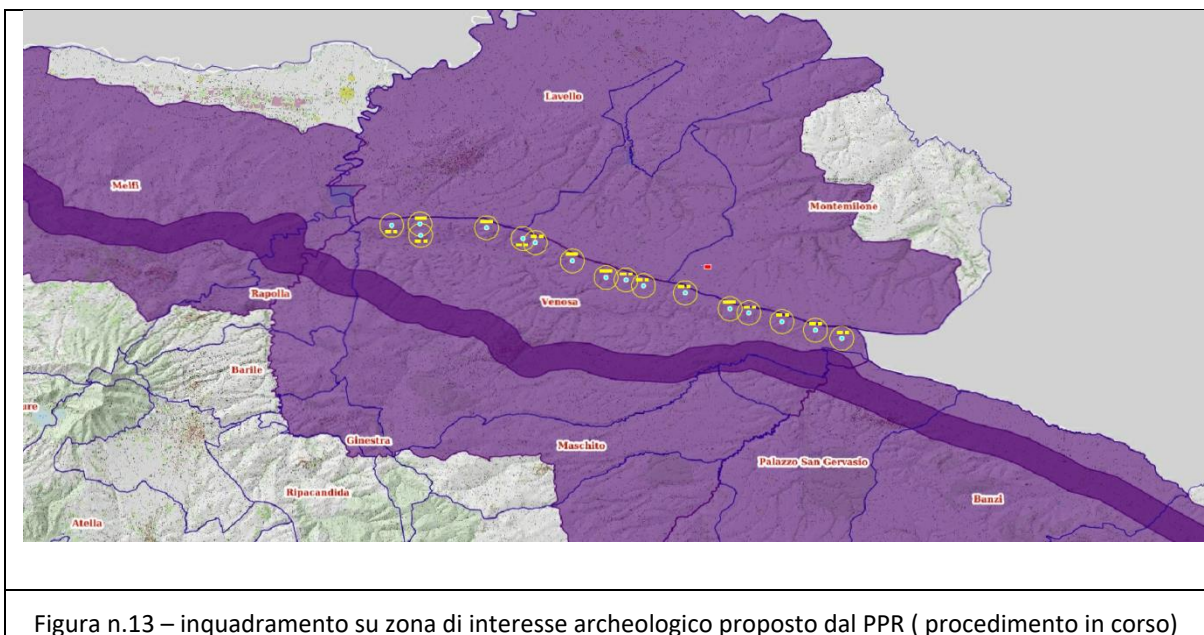 Lavello
Melfi
Montemilone
Rapolla
Venosa
Barile
ure
Ginestra
Maschito
Palazzo San Gervasio
Ripacandida
Banzi
Atella
Figura n.13 – inquadramento su zona di interesse archeologico proposto dal PPR ( procedimento in corso)